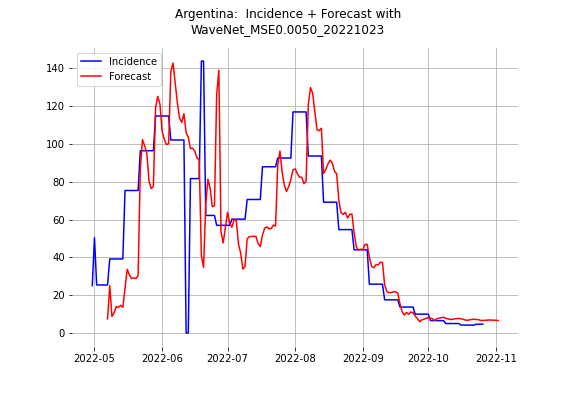 Argentina:  Incidence + Forecast with
WaveNet_MSE0.0050_20221023
Incidence
Forecast
140
120
100
80
60
40
20
0
2022-05 2022-06 2022-07 2022-08 2022-09 2022-10 2022-11